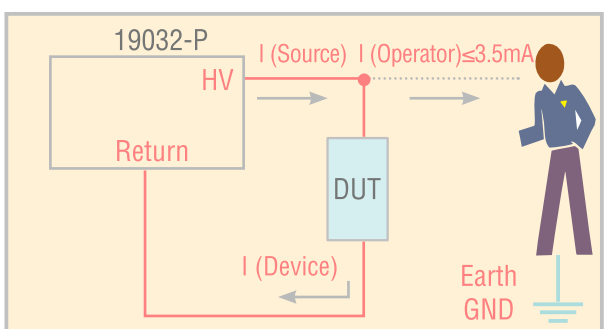 19032-P
I (Source) I (Operator)≤3.5mA
HV
Return
DUT
I (Device)
Earth
GND